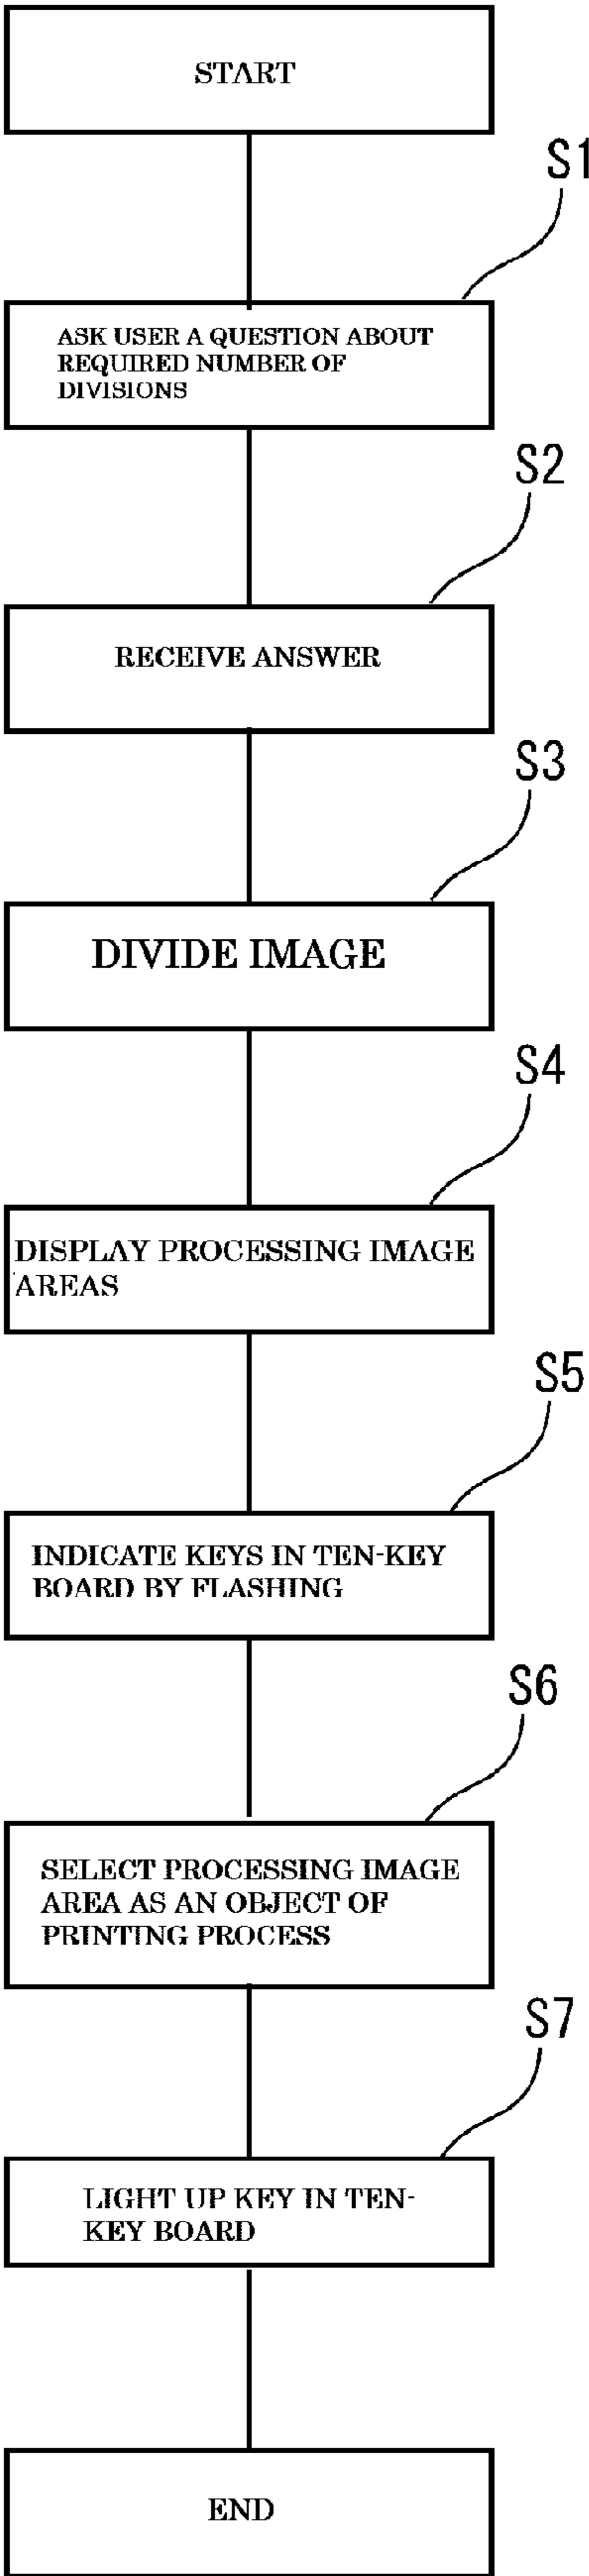 START
S1
ASK USER A QUESTION ABOUT
REQUIRED NUMBER OF
DIVISIONS
S2
RECEIVE ANSWER
S3
DIVIDE IMAGE
S4
DISPLAY PROCESSING IMAGE
AREAS
S5
INDICATE KEYS IN TEN-KEY
BOARD BY FLASHING
S6
SELECT PROCESSING IMAGE
AREA AS AN OBJECT OF
PRINTING PROCESS
S7
LIGHT UP KEY IN TEN-
KEY BOARD
END